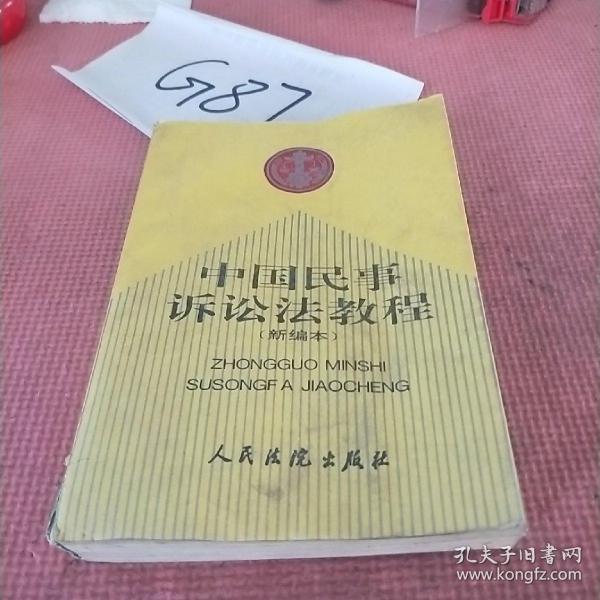 G87
中国民事
诉讼法教程
(新编本)
ZHONGGUO MINSHI
SUSONGFA JIAOCHENG
人民法院出版社
孔夫子旧书网
www.kongfz.com